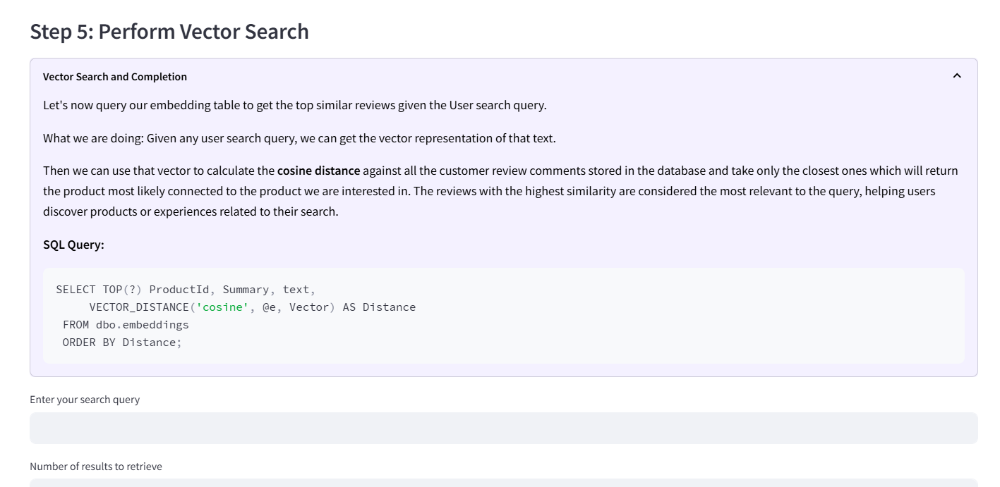 Step 5: Perform Vector Search
Vector Search and Completion
Let's now query our embedding table to get the top similar reviews given the User search query.
What we are doing: Given any user search query, we can get the vector representation of that text.
Then we can use that vector to calculate the cosine distance against all the customer review comments stored in the database and take only the closest ones which will return
the product most likely connected to the product we are interested in. The reviews with the highest similarity are considered the most relevant to the query, helping users
discover products or experiences related to their search.
SQL Query:
SELECT TOP(?) ProductId, Summary, text,
VECTOR_DISTANCE('cosine', @e, Vector) AS Distance
FROM dbo.embeddings
ORDER BY Distance;
Enter your search query
Number of results to retrieve